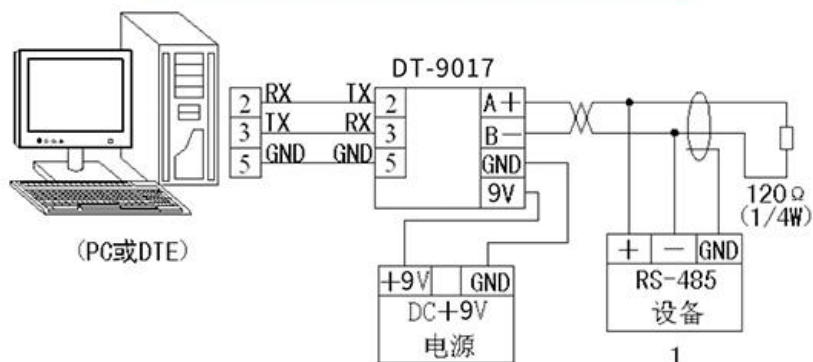 DT-9017
2 RX TX 2 A+
3 TX RX 3 B-
5 GND GND 5 GND
9V
120Ω
(1/4W)
(PC或DTE)
+9V GND
DC+9V
电源
+ - GND
RS-485
设备
1